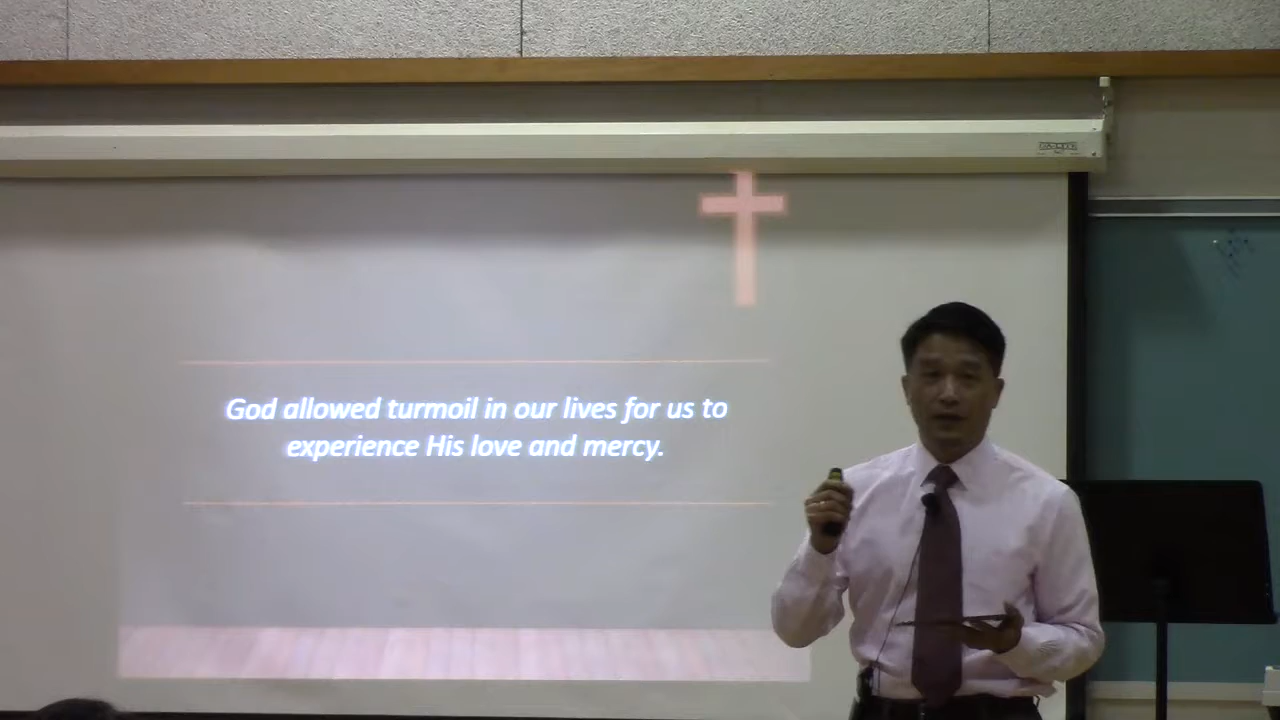 God allowed turmoil in our lives for us to
experience His love and mercy.